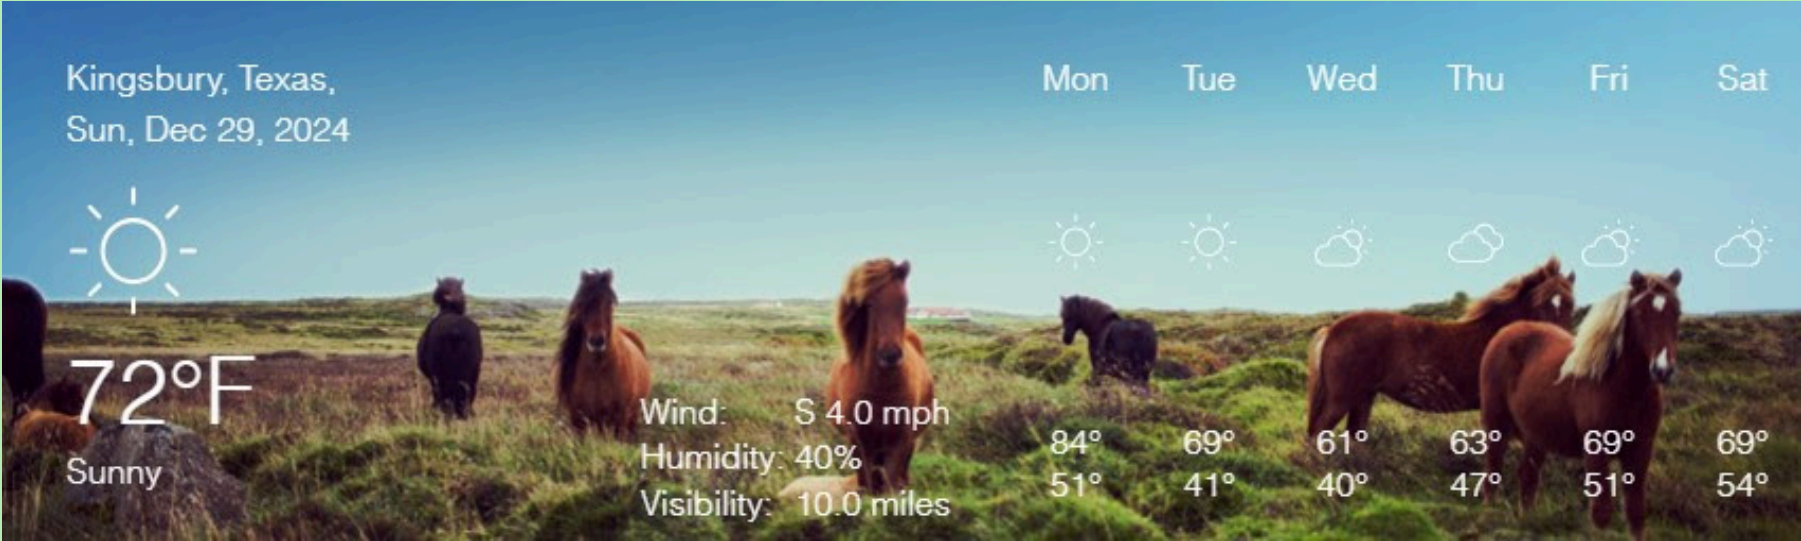 Kingsbury, Texas,
Sun, Dec 29, 2024
72°F
Sunny
Wind: S 4.0 mph
Humidity: 40%
Visibility: 10.0 miles
Mon Tue Wed Thu Fri Sat
84° 69° 61° 63° 69° 69°
51° 41° 40° 47° 51° 54°